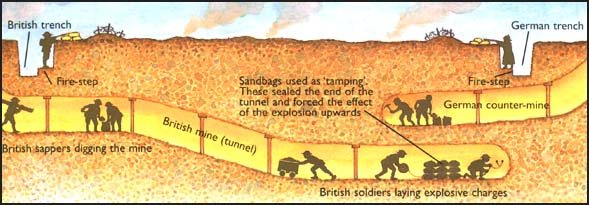 British trench
German trench
Fire-step
Fire-step
Sandbags used as 'tamping'.
These sealed the end of the
tunnel and forced the effect
of the explosion upwards
German counter-mine
British mine (tunnel)
British sappers digging the mine
British soldiers laying explosive charges